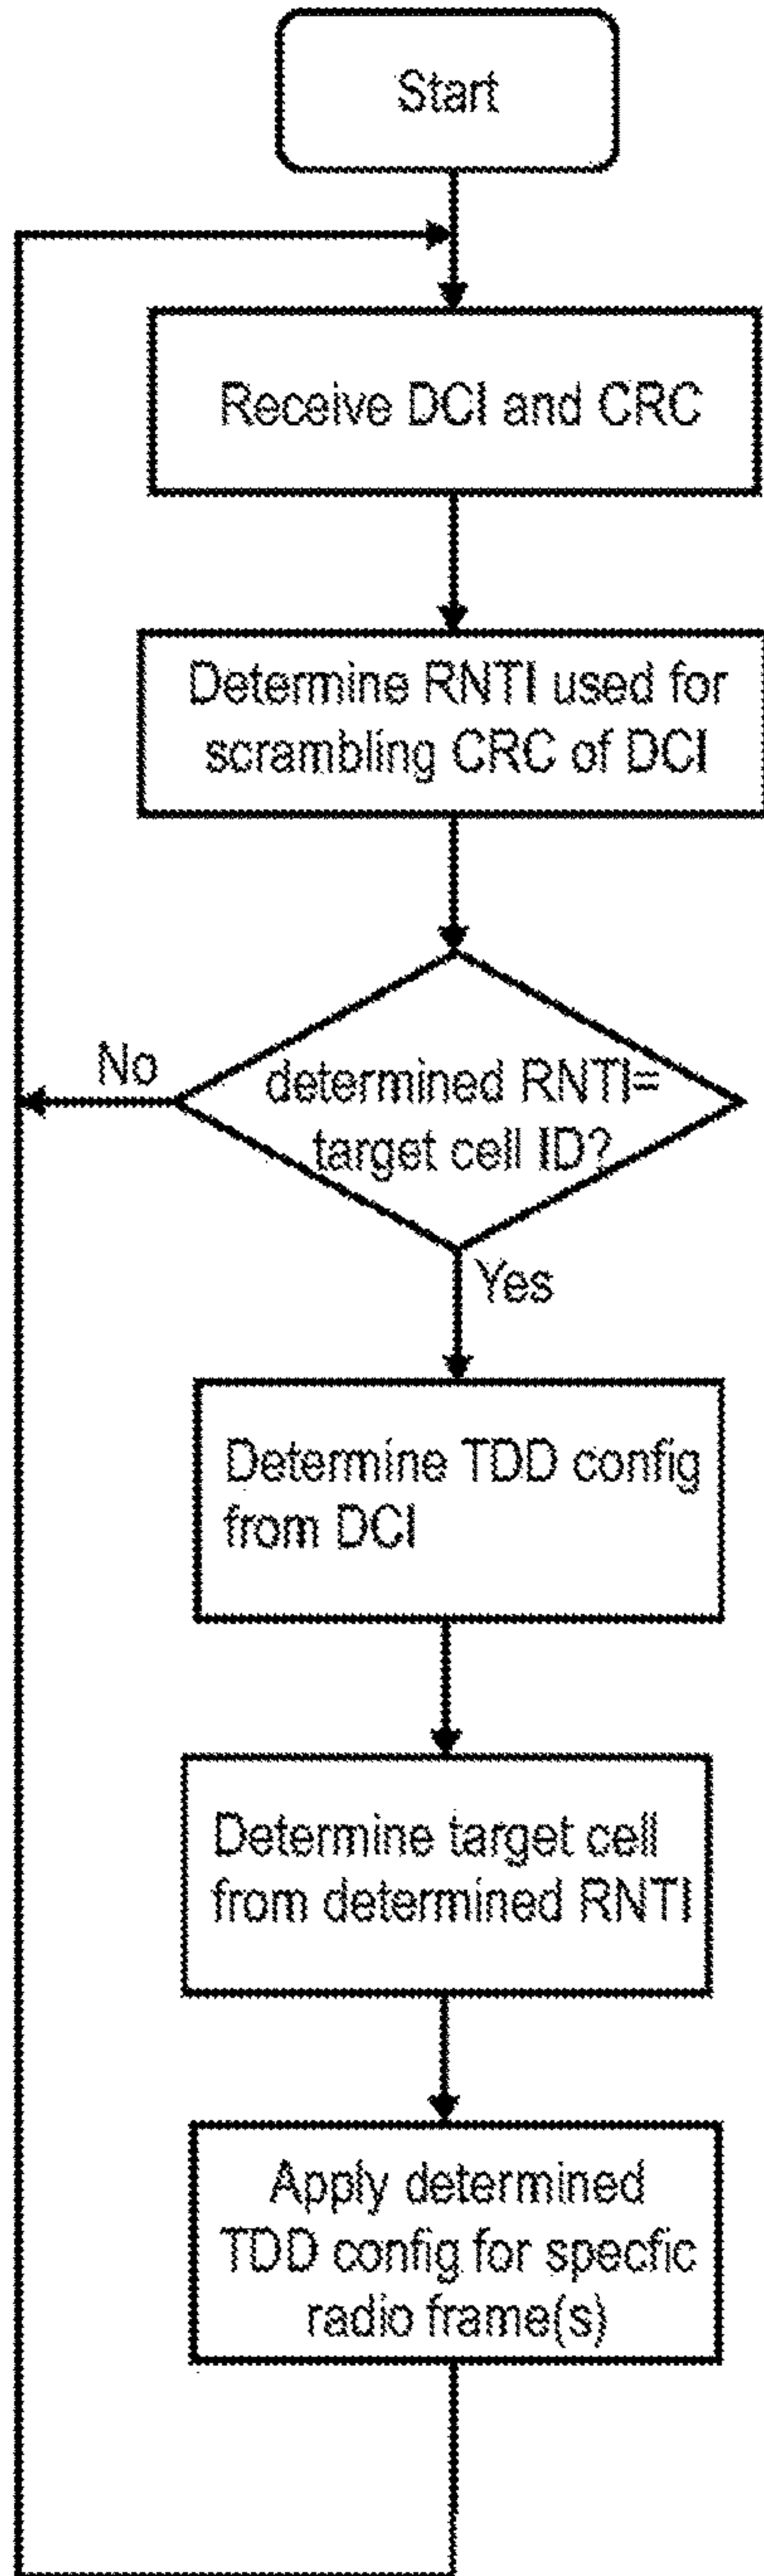 Start
Receive DCI and CRC
Determine RNTI used for
scrambling CRC of DCI
No
determined RNTI=
target cell ID?
Yes
Determine TDD config
from DCI
Determine target cell
from determined RNTI
Apply determined
TDD config for specfic
radio frame(s)